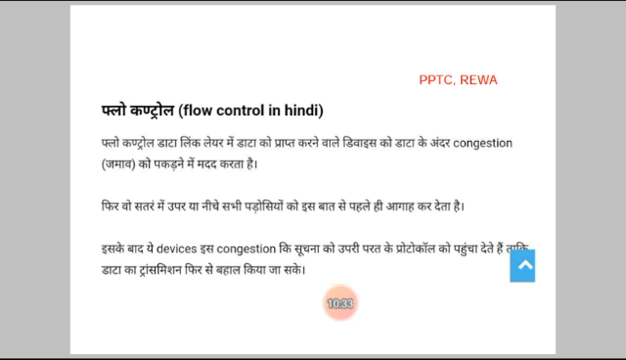 PPTC, REWA
फ्लो कण्ट्रोल (flow control in hindi)
फ्लो कण्ट्रोल डाटा लिंक लेयर में डाटा को प्राप्त करने वाले डिवाइस को डाटा के अंदर congestion
(जमाव) को पकड़ने में मदद करता है।
फिर वो सतरं में उपर या नीचे सभी पड़ोसियों को इस बात से पहले ही आगाह कर देता है।
इसके बाद ये devices इस congestion कि सूचना को उपरी परत के प्रोटोकॉल को पहुंचा देते हैं ताकि
डाटा का ट्रांसमिशन फिर से बहाल किया जा सके।
10:33